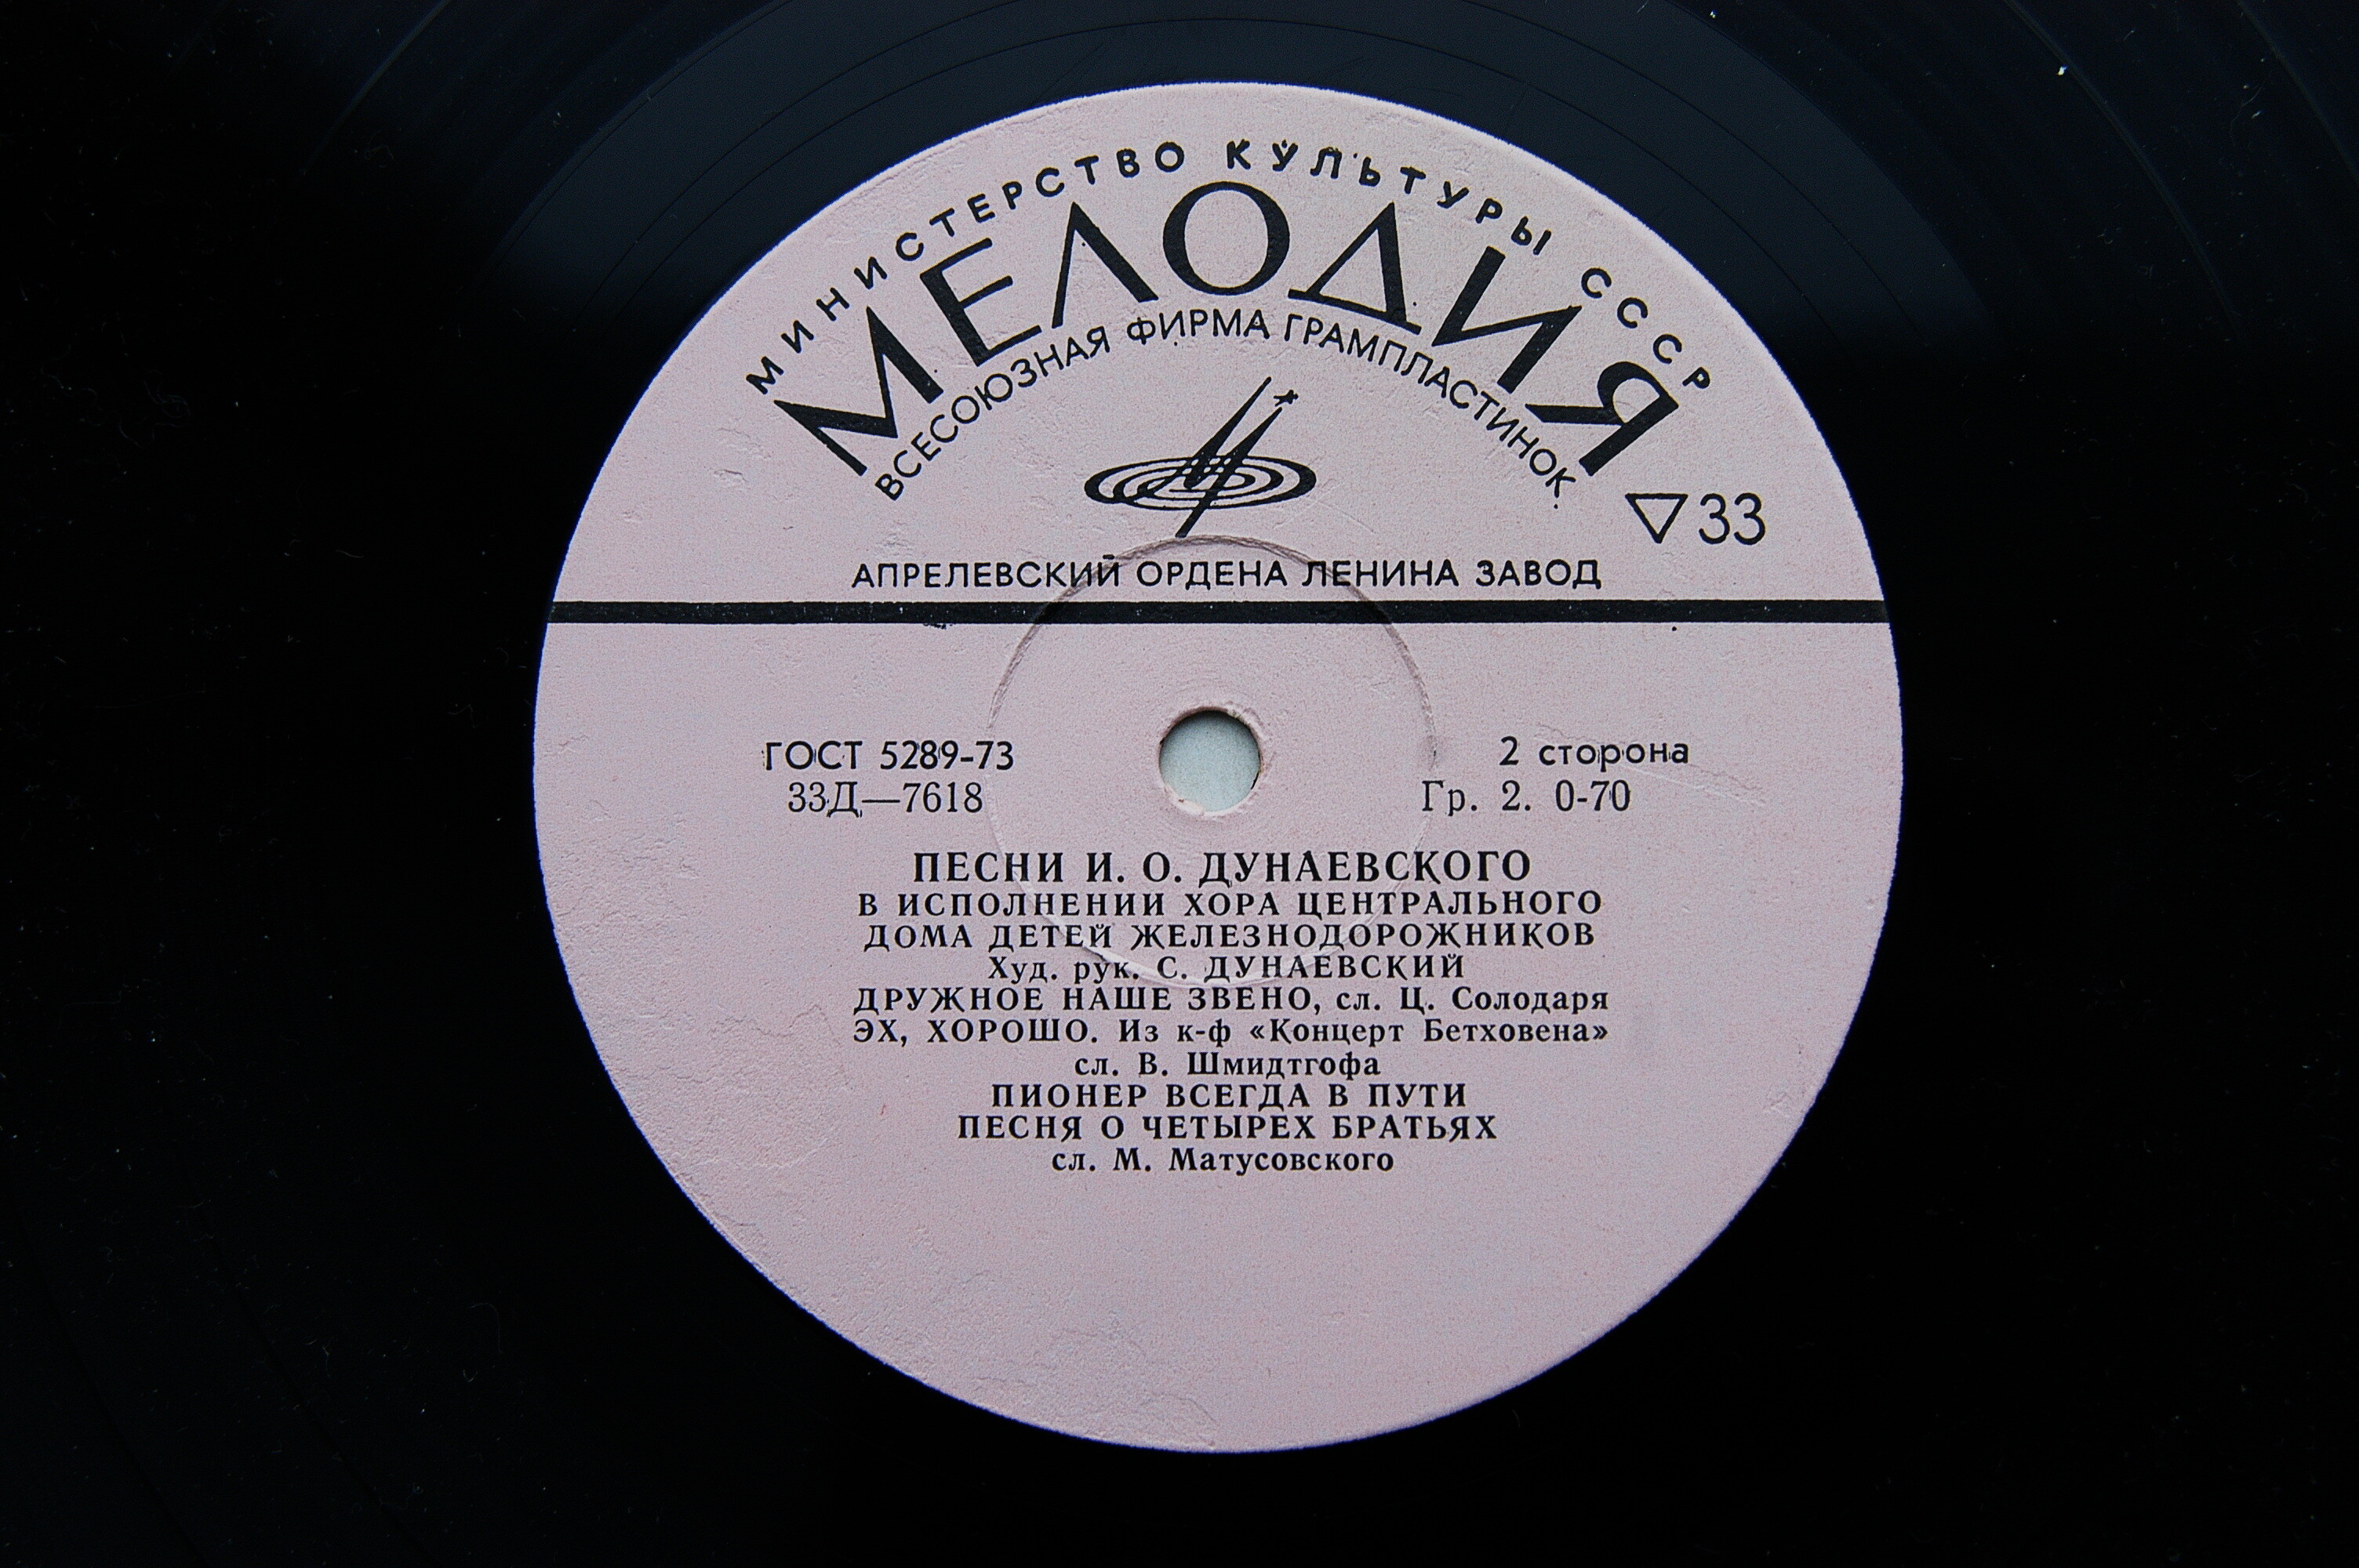 МИНИСТЕРСТВО КУЛЬТУРЫ СССР
МЕЛОДИЯ
ВСЕСОЮЗНАЯ ФИРМА ГРАМПЛАСТИНОК
▽33
АПРЕЛЕВСКИЙ ОРДЕНА ЛЕНИНА ЗАВОД
ГОСТ 5289-73
33Д—7618
2 сторона
Гр. 2. 0-70
ПЕСНИ И. О. ДУНАЕВСКОГО
В ИСПОЛНЕНИИ ХОРА ЦЕНТРАЛЬНОГО
ДОМА ДЕТЕЙ ЖЕЛЕЗНОДОРОЖНИКОВ
Худ. рук. С. ДУНАЕВСКИЙ
ДРУЖНОЕ НАШЕ ЗВЕНО, сл. Ц. Солодаря
ЭХ, ХОРОШО. Из к-ф «Концерт Бетховена»
сл. В. Шмидтгофа
ПИОНЕР ВСЕГДА В ПУТИ
ПЕСНЯ О ЧЕТЫРЕХ БРАТЬЯХ
сл. М. Матусовского